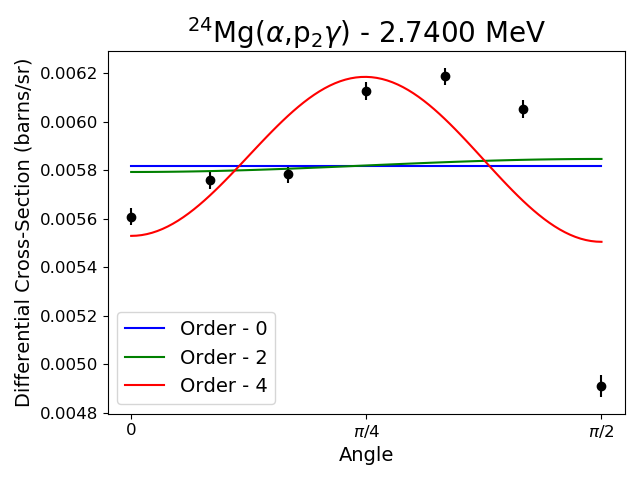 ²⁴Mg(α,p₂γ) - 2.7400 MeV
Differential Cross-Section (barns/sr)
0.0062
0.0060
0.0058
0.0056
0.0054
0.0052
0.0050
0.0048
Order - 0
Order - 2
Order - 4
0
π/4
π/2
Angle